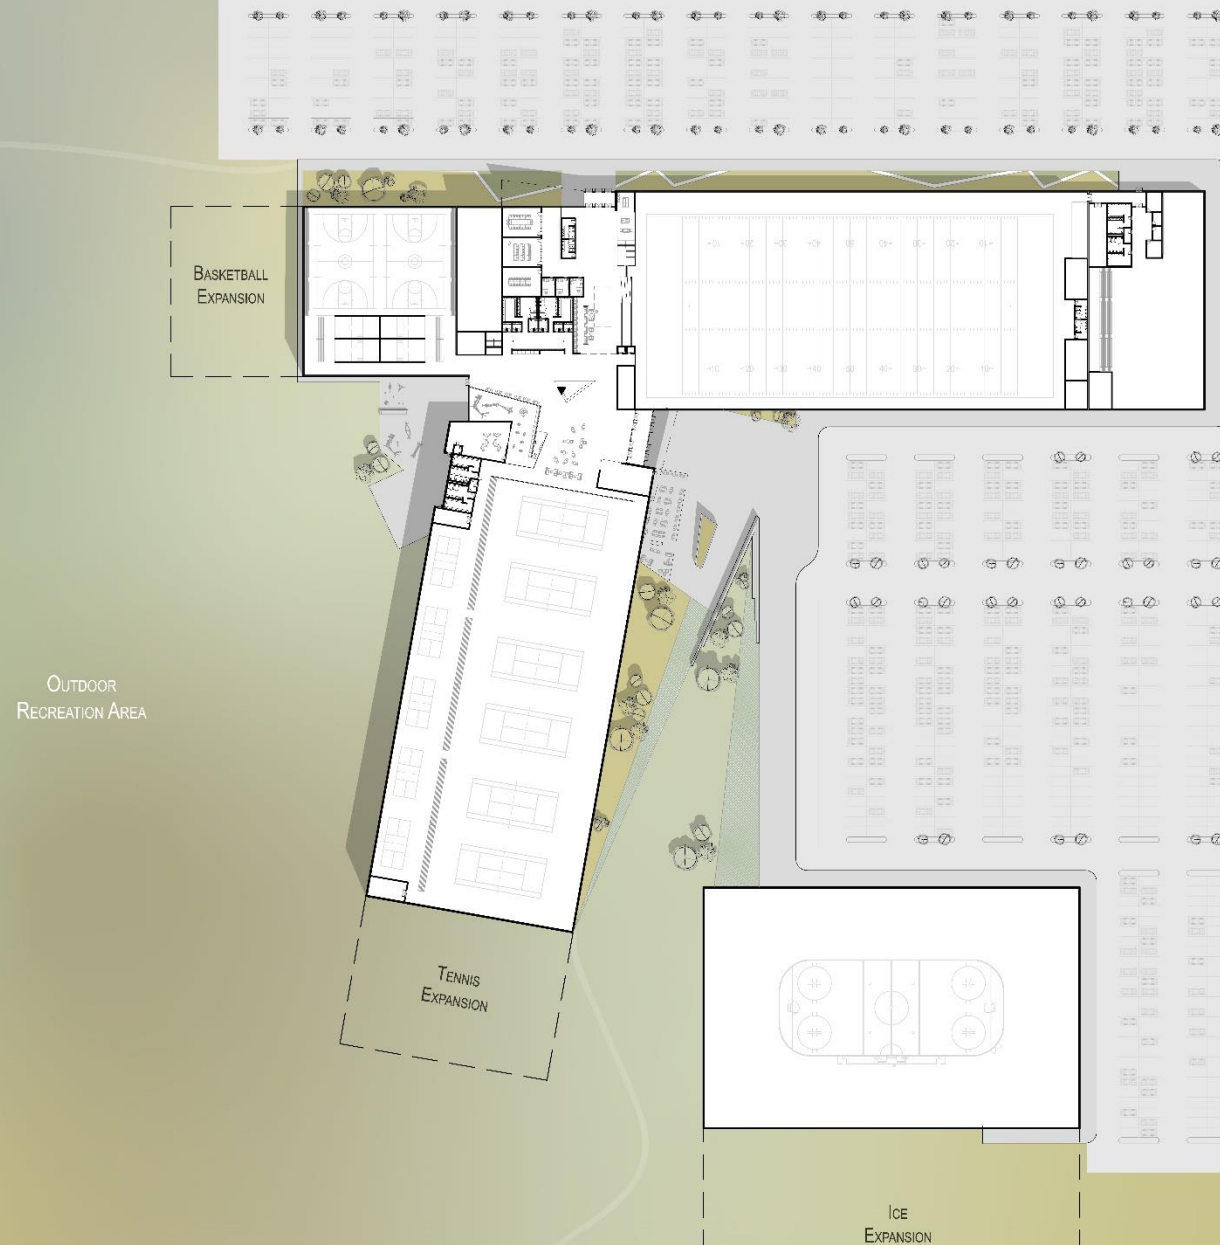 BASKETBALL
EXPANSION
OUTDOOR
RECREATION AREA
TENNIS
EXPANSION
ICE
EXPANSION